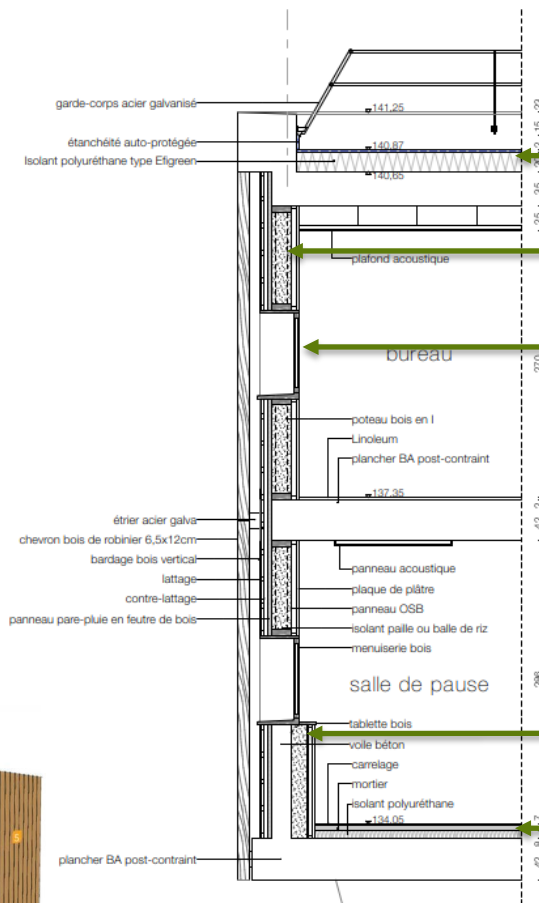 garde-corps acier galvanisé
141,25
étanchéité auto-protégée
140,87
Isolant polyuréthane type Efigreen
140,65
plafond acoustique
bureau
poteau bois en I
Linoleum
plancher BA post-contraint
137,35
étrier acier galva
chevron bois de robinier 6,5x12cm
bardage bois vertical
lattage
contre-lattage
panneau pare-pluie en feutre de bois
panneau acoustique
plaque de plâtre
panneau OSB
isolant paille ou balle de riz
menuiserie bois
salle de pause
tablette bois
voile béton
carrelage
mortier
isolant polyuréthane
134,05
plancher BA post-contraint
5